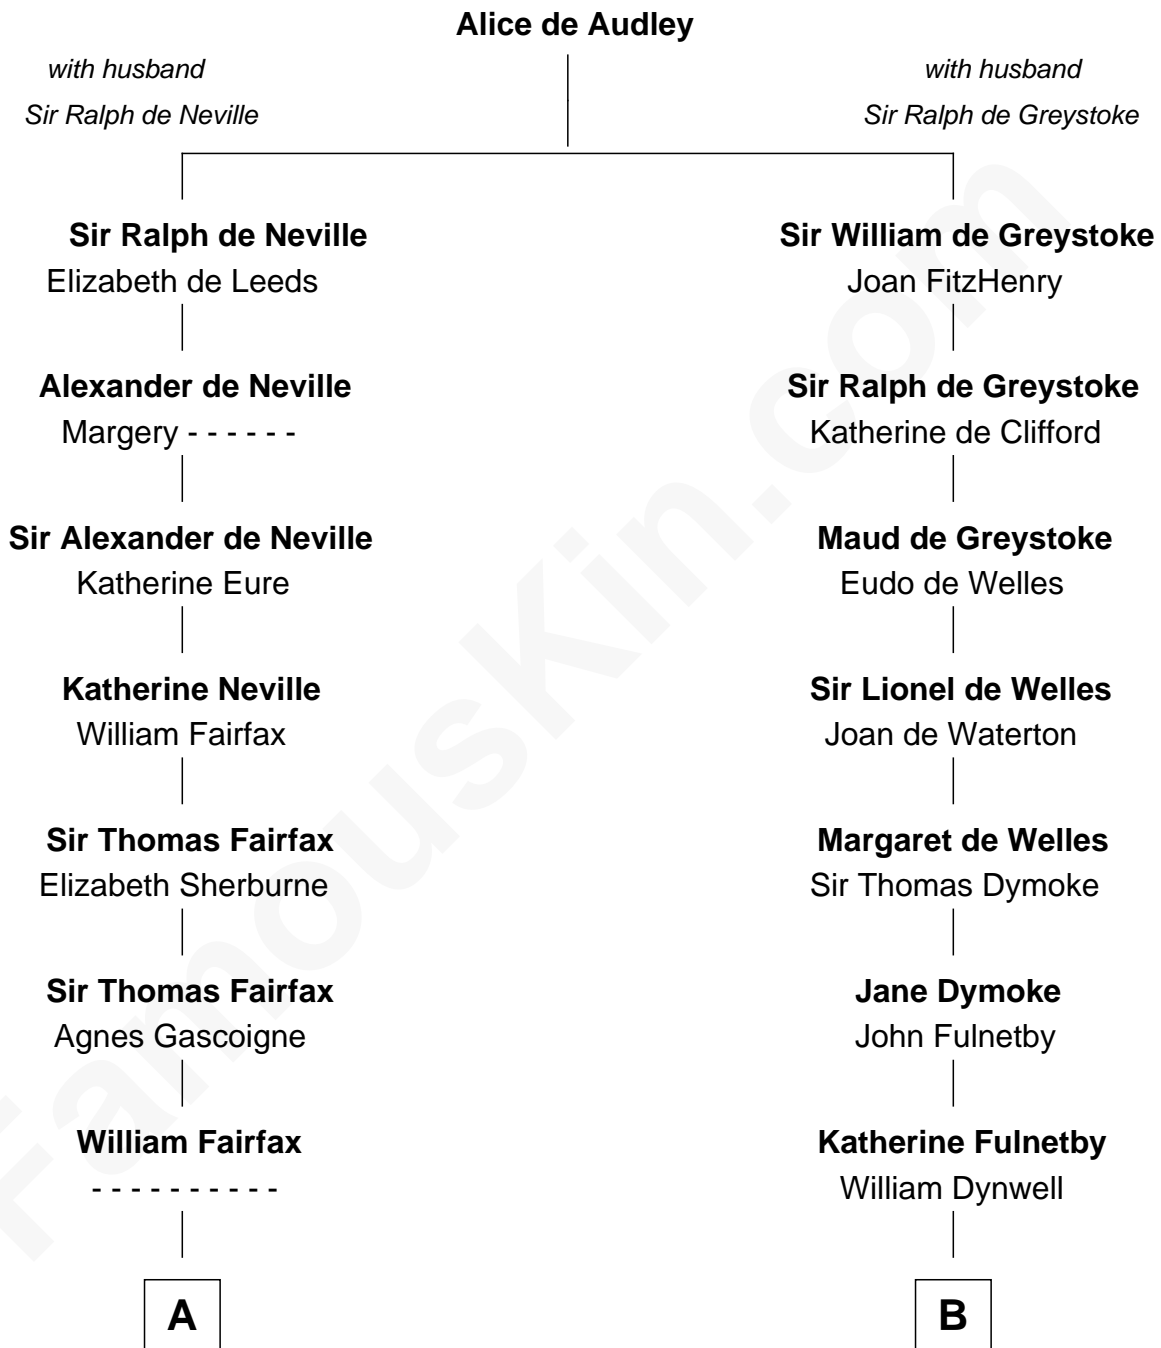 Alice de Audley
with husband
Sir Ralph de Neville
with husband
Sir Ralph de Greystoke
Sir Ralph de Neville
Elizabeth de Leeds
Sir William de Greystoke
Joan FitzHenry
Alexander de Neville
Margery - - - - - -
Sir Ralph de Greystoke
Katherine de Clifford
Sir Alexander de Neville
Katherine Eure
Maud de Greystoke
Eudo de Welles
Katherine Neville
William Fairfax
Sir Lionel de Welles
Joan de Waterton
Sir Thomas Fairfax
Elizabeth Sherburne
Margaret de Welles
Sir Thomas Dymoke
Sir Thomas Fairfax
Agnes Gascoigne
Jane Dymoke
John Fulnetby
William Fairfax
- - - - - - - - - -
Katherine Fulnetby
William Dynwell
A
B
FamousKin.com